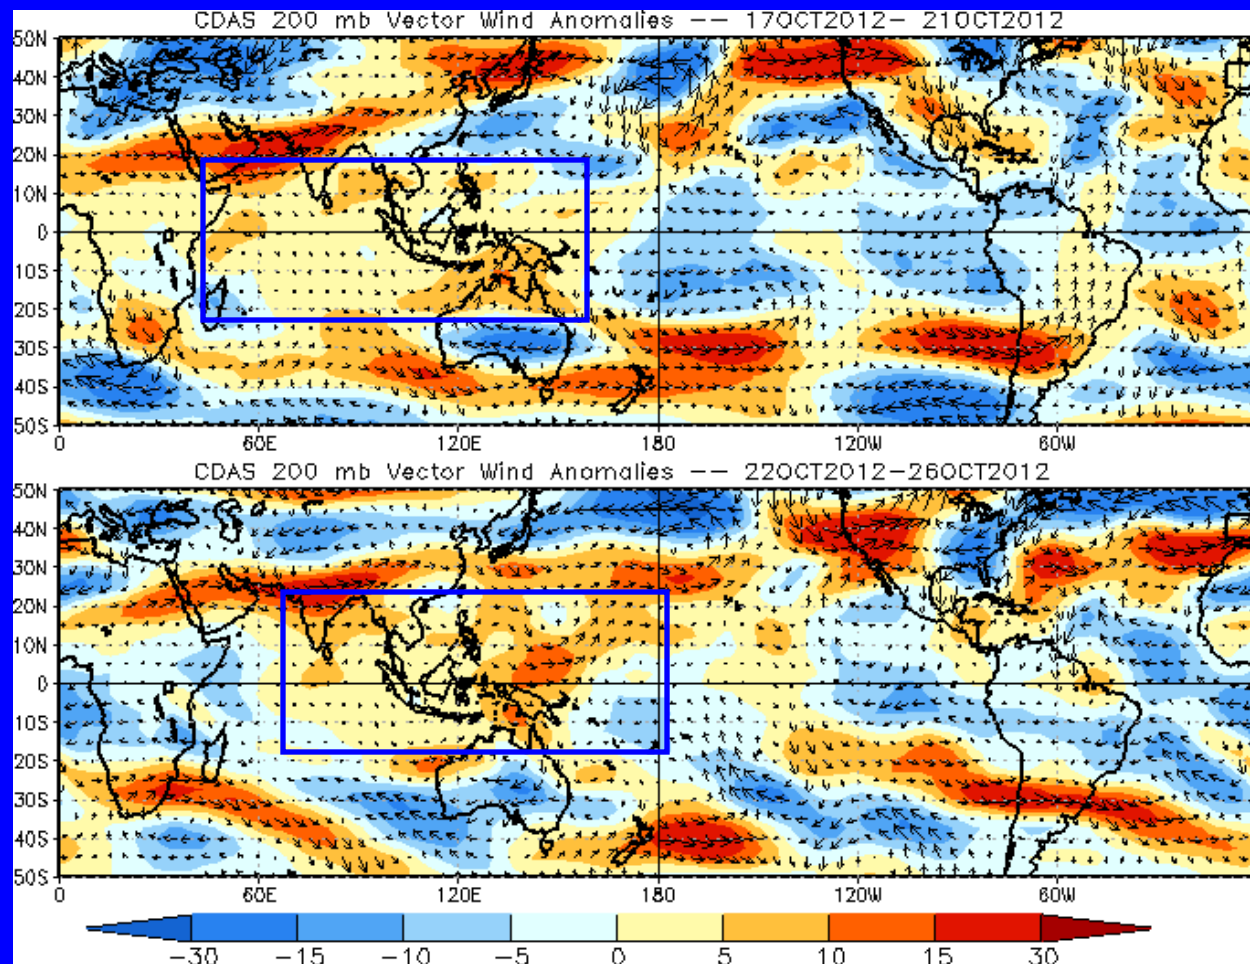 CDAS 200 mb Vector Wind Anomalies -- 17OCT2012- 21OCT2012
50N
40N
30N
20N
10N
0
10S
20S
30S
40S
50S
0 60E 120E 180 120W 60W
CDAS 200 mb Vector Wind Anomalies -- 22OCT2012-26OCT2012
50N
40N
30N
20N
10N
0
10S
20S
30S
40S
50S
0 60E 120E 180 120W 60W
-30 -15 -10 -5 0 5 10 15 30